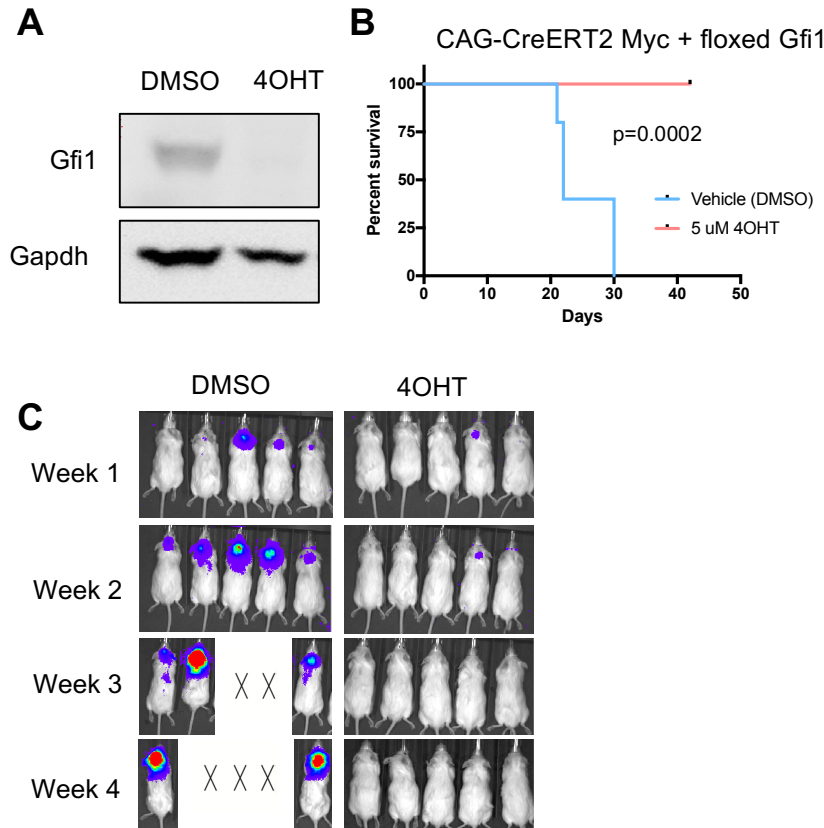 A
DMSO 4OHT
Gfi1
Gapdh
B
CAG-CreERT2 Myc + floxed Gfi1
100
75
50
25
0
Percent survival
p=0.0002
Vehicle (DMSO)
5 uM 4OHT
0 10 20 30 40 50
Days
C
DMSO 4OHT
Week 1
Week 2
Week 3
X X
Week 4
X X X